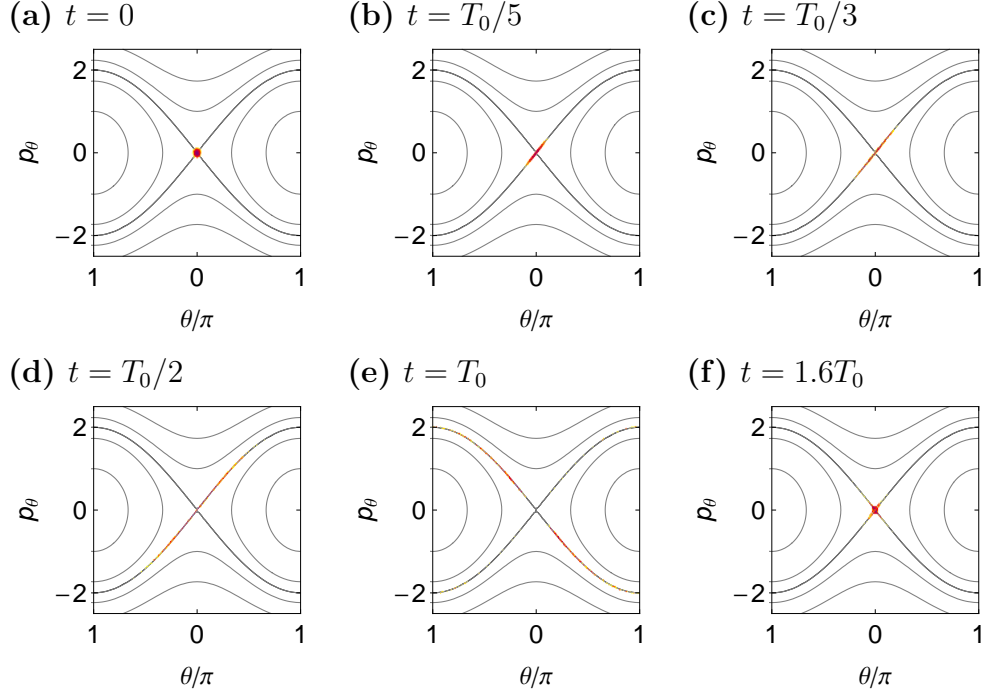 (a) t = 0
(b) t = T₀/5
(c) t = T₀/3
2
0
−2
pθ
1 0 1
θ/π
2
0
−2
pθ
1 0 1
θ/π
2
0
−2
pθ
1 0 1
θ/π
(d) t = T₀/2
(e) t = T₀
(f) t = 1.6T₀
2
0
−2
pθ
1 0 1
θ/π
2
0
−2
pθ
1 0 1
θ/π
2
0
−2
pθ
1 0 1
θ/π